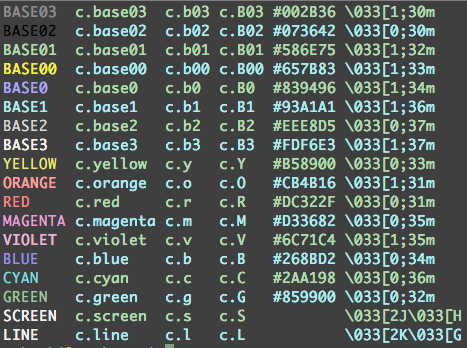 BASE03 c.base03 c.b03 c.B03 #002B36 \033[1;30m
BASE02 c.base02 c.b02 c.B02 #073642 \033[0;30m
BASE01 c.base01 c.b01 c.B01 #586E75 \033[1;32m
BASE00 c.base00 c.b00 c.B00 #657B83 \033[1;33m
BASE0 c.base0 c.b0 c.B0 #839496 \033[1;34m
BASE1 c.base1 c.b1 c.B1 #93A1A1 \033[1;36m
BASE2 c.base2 c.b2 c.B2 #EEE8D5 \033[0;37m
BASE3 c.base3 c.b3 c.B3 #FDF6E3 \033[1;37m
YELLOW c.yellow c.y c.Y #B58900 \033[0;33m
ORANGE c.orange c.o c.O #CB4B16 \033[1;31m
RED c.red c.r c.R #DC322F \033[0;31m
MAGENTA c.magenta c.m c.M #D33682 \033[0;35m
VIOLET c.violet c.v c.V #6C71C4 \033[1;35m
BLUE c.blue c.b c.B #268BD2 \033[0;34m
CYAN c.cyan c.c c.C #2AA198 \033[0;36m
GREEN c.green c.g c.G #859900 \033[0;32m
SCREEN c.screen c.s c.S \033[2J\033[H
LINE c.line c.l c.L \033[2K\033[G